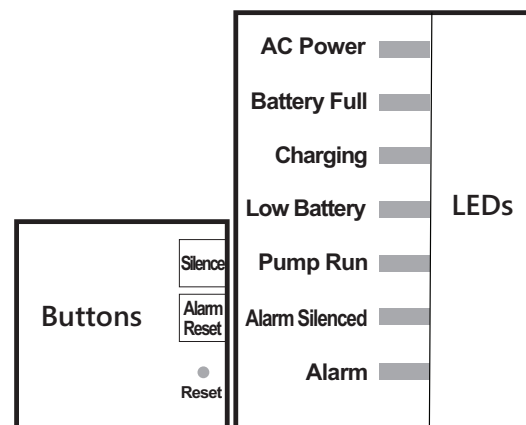 AC Power
Battery Full
Charging
Low Battery
Pump Run
Alarm Silenced
Alarm
LEDs
Buttons
Silence
Alarm
Reset
Reset